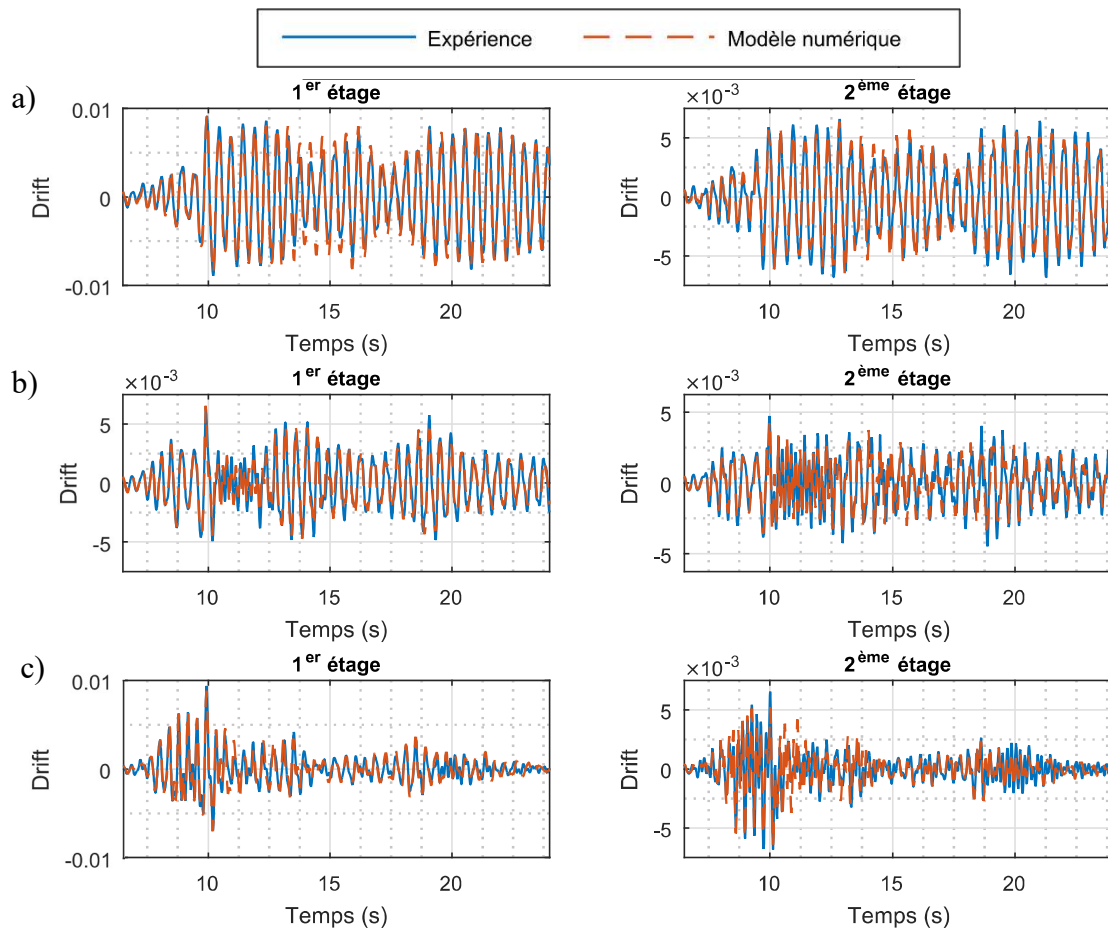 Expérience Modèle numérique
a)
1er étage
0.01
0
-0.01
Drift
10 15 20
Temps (s)
2ème étage
×10-3
5
0
-5
Drift
10 15 20
Temps (s)
b)
1er étage
×10-3
5
0
-5
Drift
10 15 20
Temps (s)
2ème étage
×10-3
5
0
-5
Drift
10 15 20
Temps (s)
c)
1er étage
0.01
0
-0.01
Drift
10 15 20
Temps (s)
2ème étage
×10-3
5
0
-5
Drift
10 15 20
Temps (s)